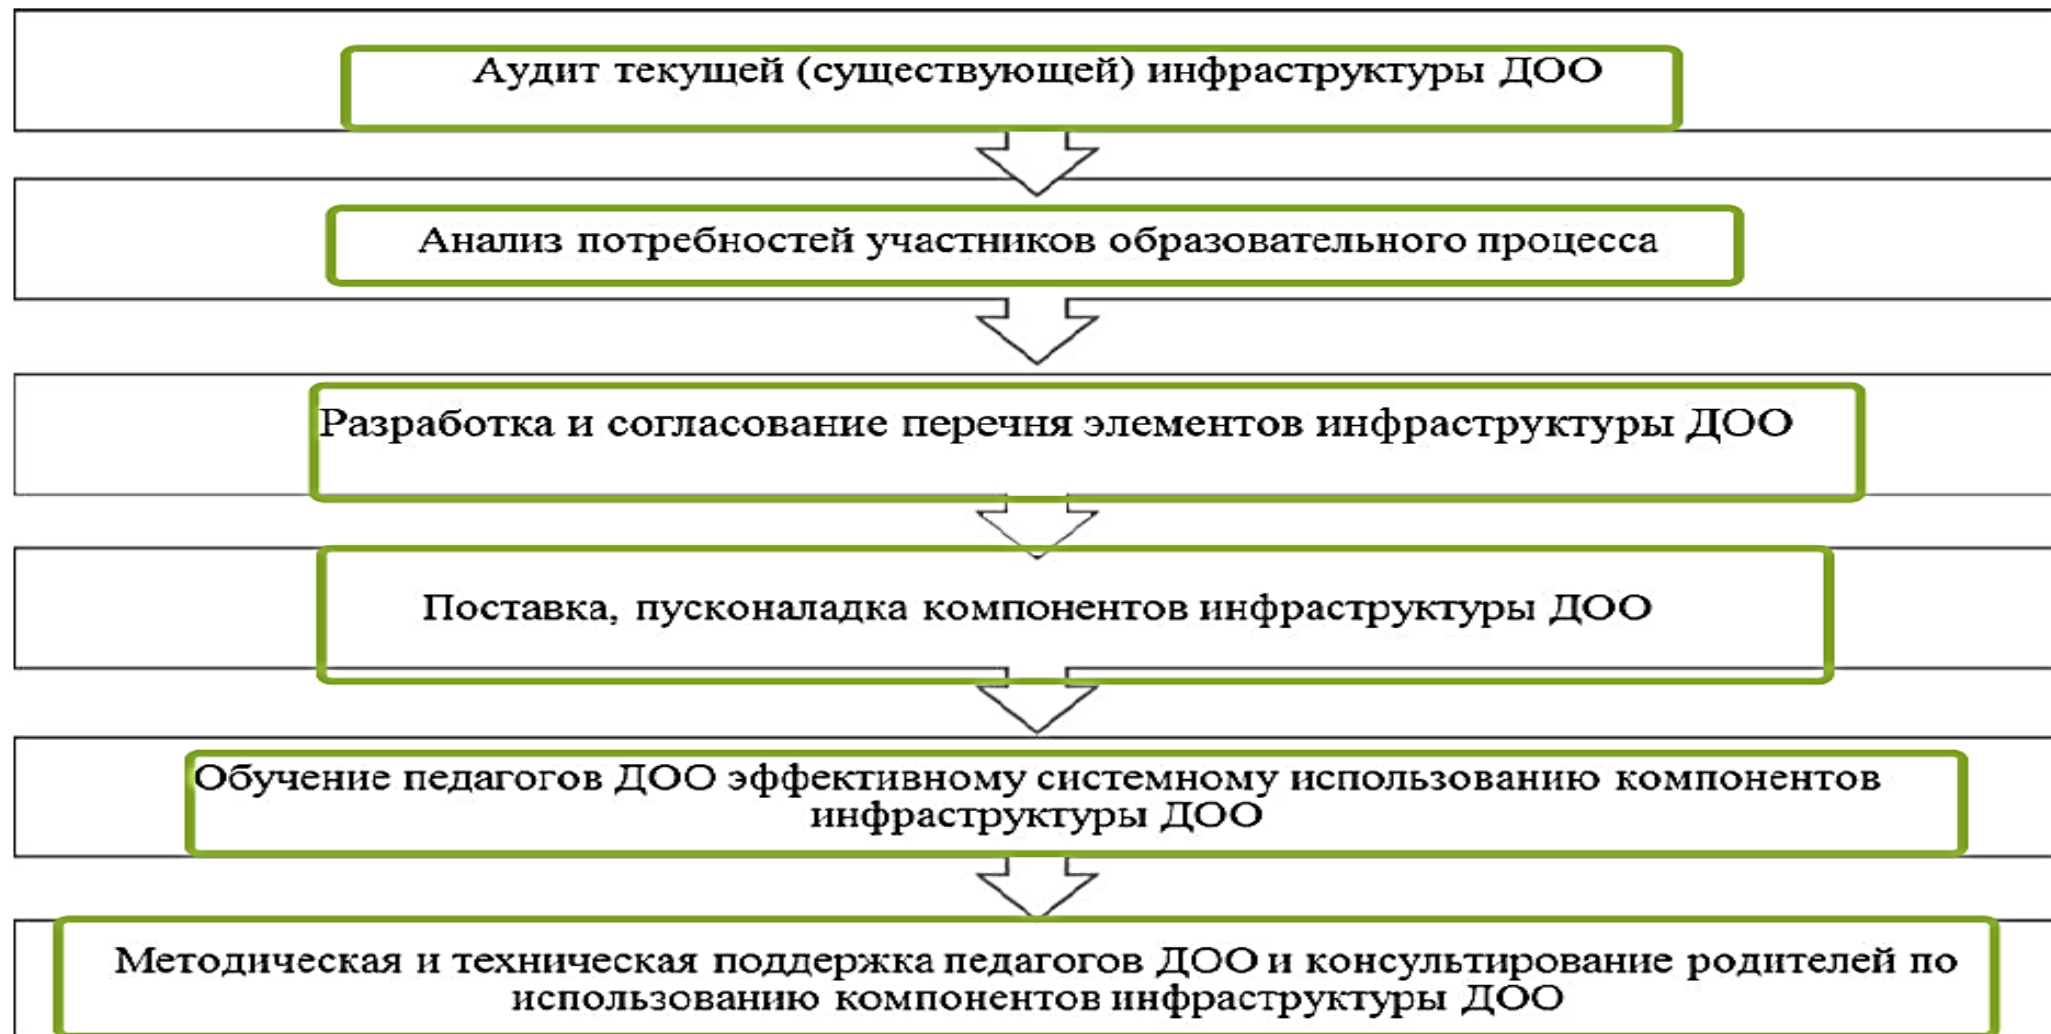 Аудит текущей (существующей) инфраструктуры ДОО
Анализ потребностей участников образовательного процесса
Разработка и согласование перечня элементов инфраструктуры ДОО
Поставка, пусконаладка компонентов инфраструктуры ДОО
Обучение педагогов ДОО эффективному системному использованию компонентов
инфраструктуры ДОО
Методическая и техническая поддержка педагогов ДОО и консультирование родителей по
использованию компонентов инфраструктуры ДОО